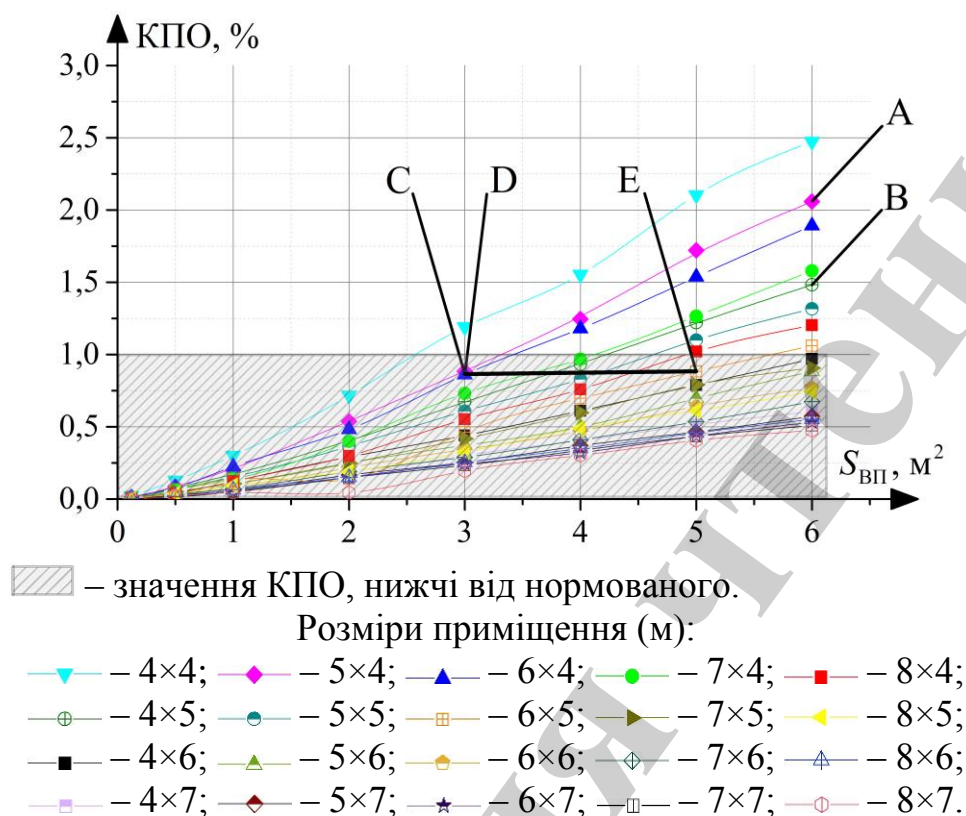 КПО, %
3,0
2,5
2,0
1,5
1,0
0,5
0,0
A
B
C D E
S_ВП, м²
0 1 2 3 4 5 6
– значення КПО, нижчі від нормованого.
Розміри приміщення (м):
– 4×4; – 5×4; – 6×4; – 7×4; – 8×4;
– 4×5; – 5×5; – 6×5; – 7×5; – 8×5;
– 4×6; – 5×6; – 6×6; – 7×6; – 8×6;
– 4×7; – 5×7; – 6×7; – 7×7; – 8×7.